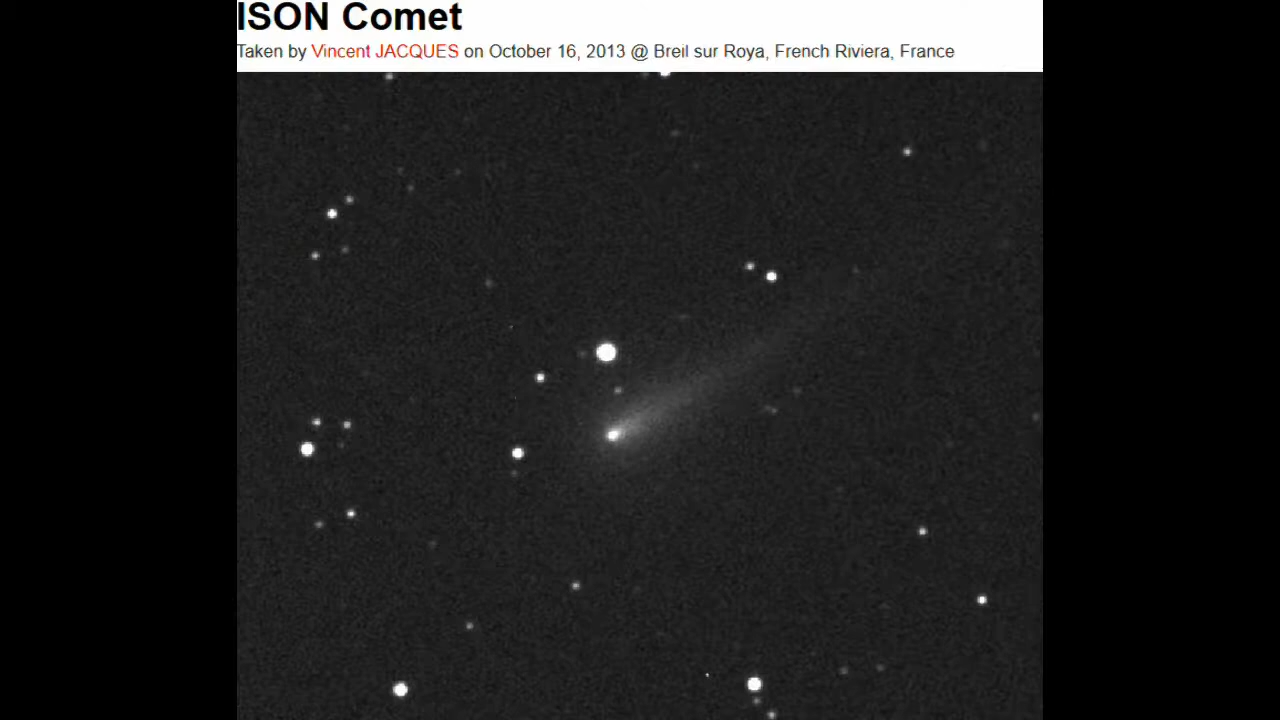 ISON Comet
Taken by Vincent JACQUES on October 16, 2013 @ Breil sur Roya, French Riviera, France